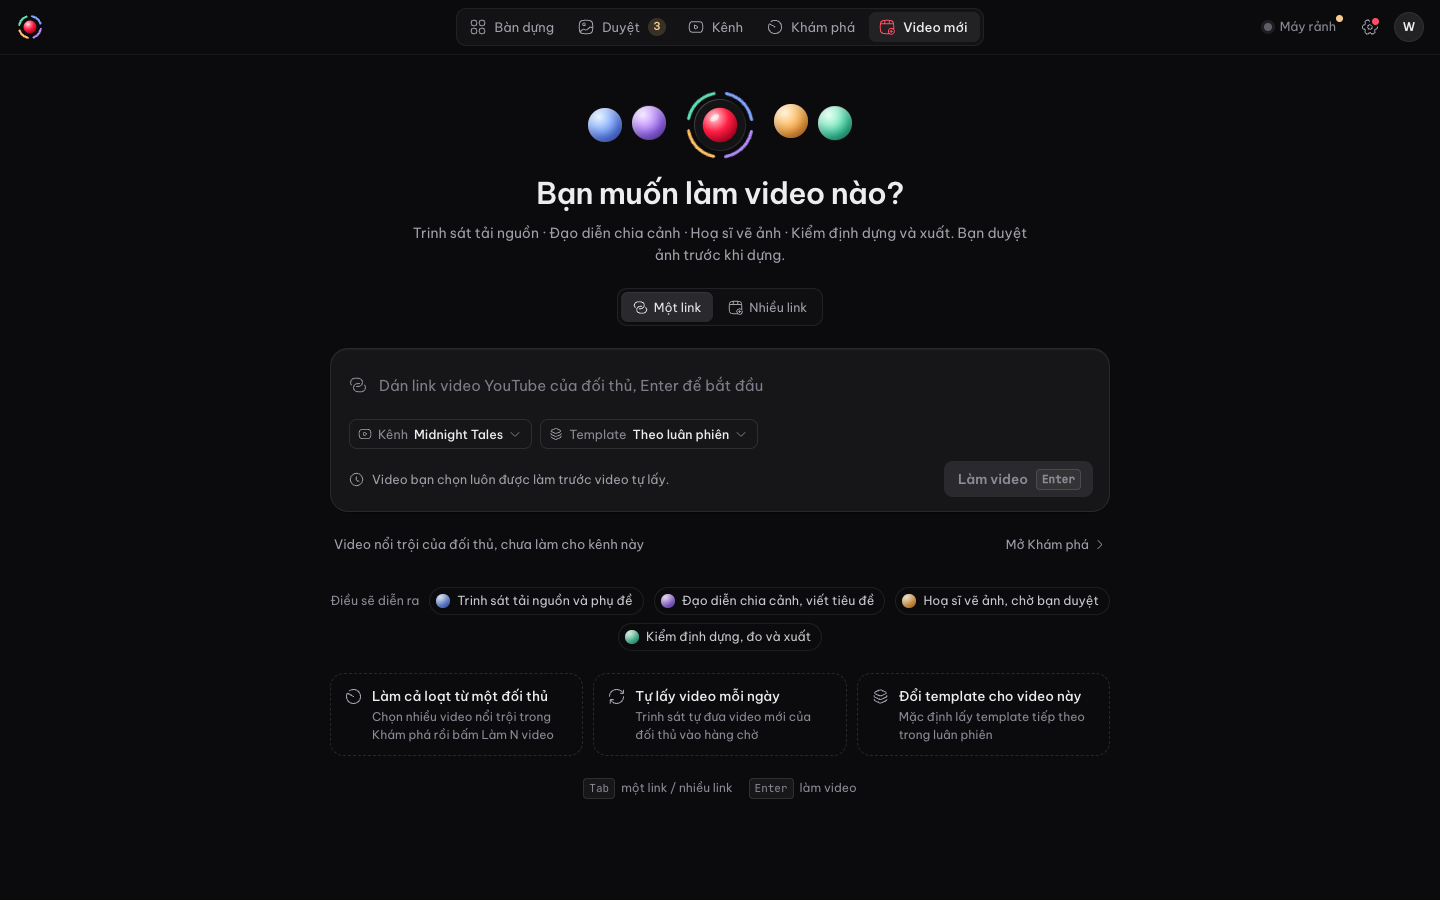 Bàn dựng
Duyệt 3
Kênh
Khám phá
Video mới
Máy rảnh
W
Bạn muốn làm video nào?
Trinh sát tải nguồn · Đạo diễn chia cảnh · Hoạ sĩ vẽ ảnh · Kiểm định dựng và xuất. Bạn duyệt
ảnh trước khi dựng.
Một link
Nhiều link
Dán link video YouTube của đối thủ, Enter để bắt đầu
Kênh Midnight Tales
Template Theo luân phiên
Video bạn chọn luôn được làm trước video tự lấy.
Làm video Enter
Video nổi trội của đối thủ, chưa làm cho kênh này
Mở Khám phá
Điều sẽ diễn ra
Trinh sát tải nguồn và phụ đề
Đạo diễn chia cảnh, viết tiêu đề
Hoạ sĩ vẽ ảnh, chờ bạn duyệt
Kiểm định dựng, đo và xuất
Làm cả loạt từ một đối thủ
Chọn nhiều video nổi trội trong
Khám phá rồi bấm Làm N video
Tự lấy video mỗi ngày
Trinh sát tự đưa video mới của
đối thủ vào hàng chờ
Đổi template cho video này
Mặc định lấy template tiếp theo
trong luân phiên
Tab một link / nhiều link
Enter làm video